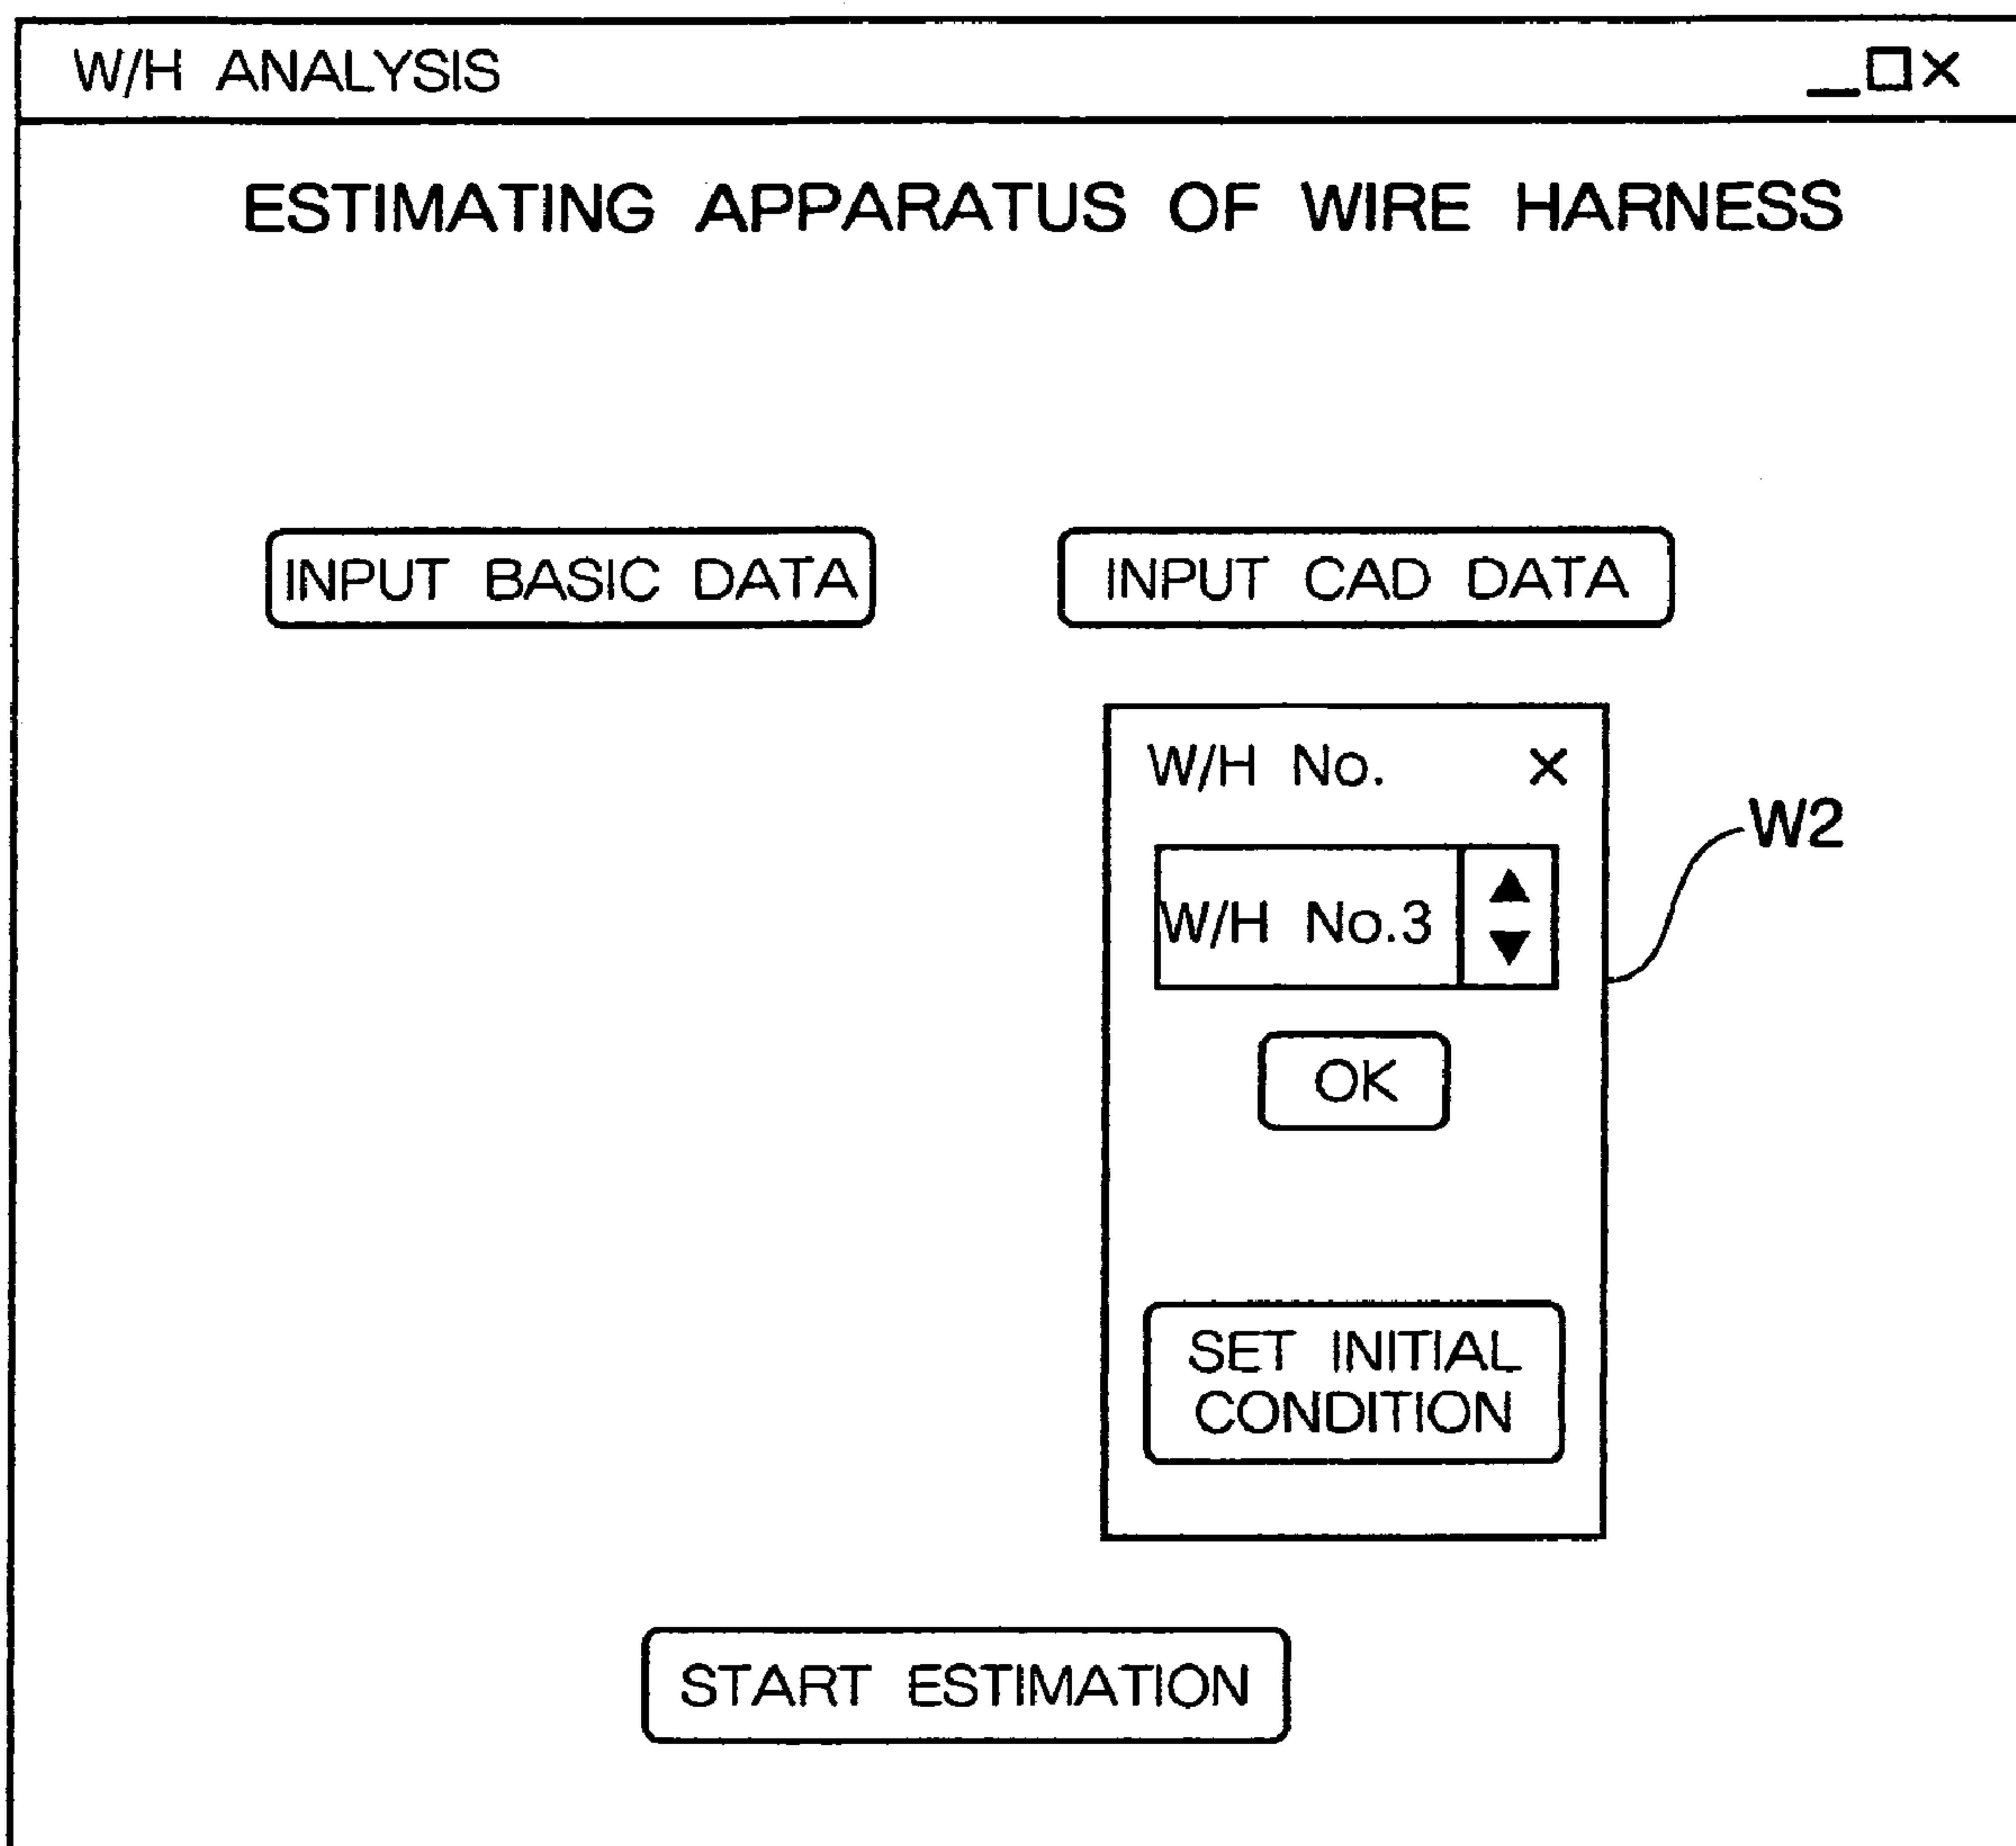 W/H ANALYSIS
ESTIMATING APPARATUS OF WIRE HARNESS
INPUT BASIC DATA
INPUT CAD DATA
W/H No.
W2
W/H No.3
OK
SET INITIAL
CONDITION
START ESTIMATION